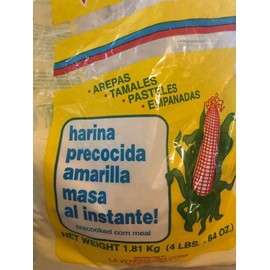 • AREPAS
• TAMALES
• PASTELES
• EMPANADAS
harina
precocida
amarilla
masa
al instante!
precooked corn meal
NET WEIGHT 1.81 Kg (4 LBS. - 64 OZ.)